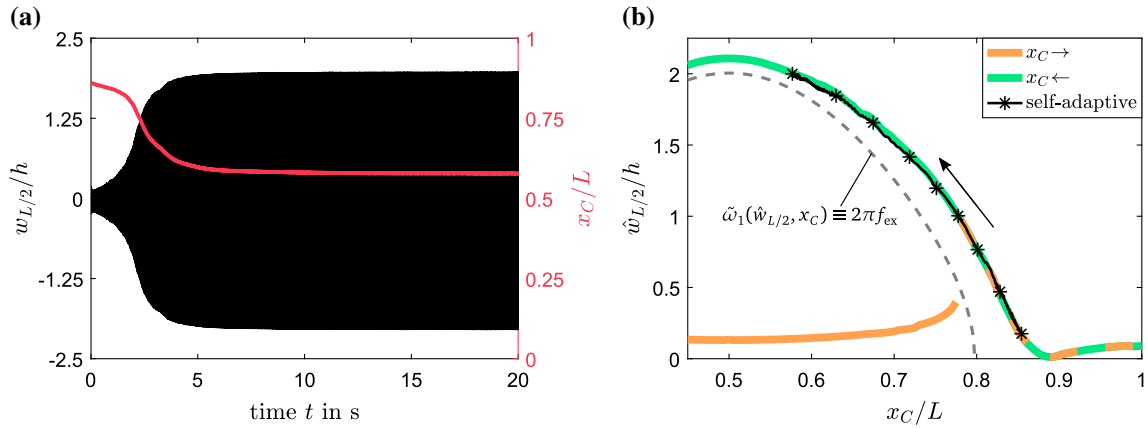 (a)
2.5
1.25
0
-1.25
-2.5
w_{L/2}/h
1
0.75
0.5
0.25
0
x_C/L
0 5 10 15 20
time t in s
(b)
2
1.5
1
0.5
0
ŵ_{L/2}/h
x_C →
x_C ←
self-adaptive
ω̃_1(ŵ_{L/2}, x_C) ≡ 2πf_ex
0.5 0.6 0.7 0.8 0.9 1
x_C/L